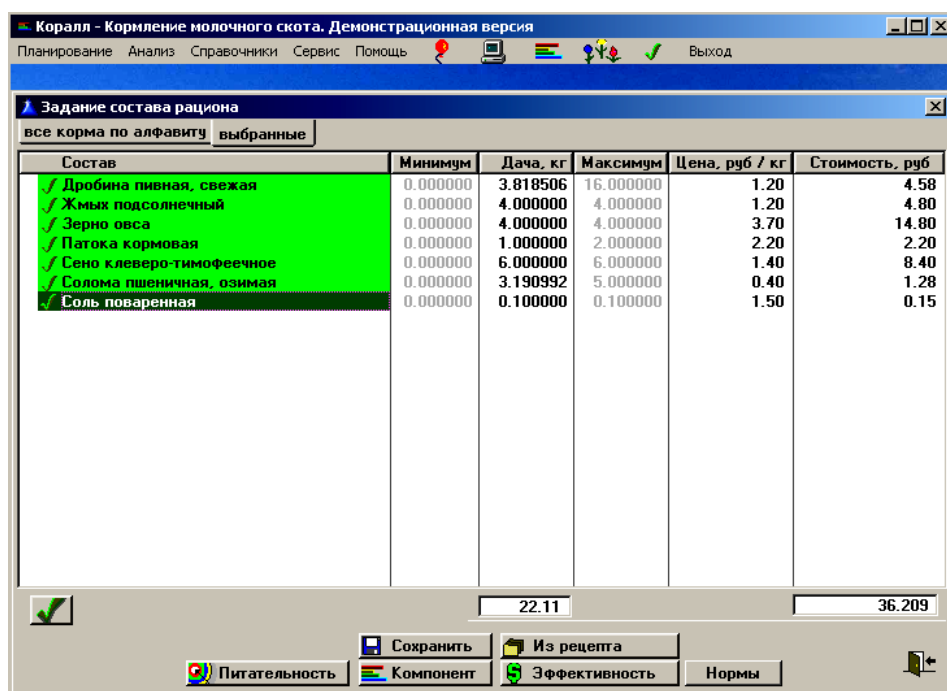 Коралл - Кормление молочного скота. Демонстрационная версия
Планирование Анализ Справочники Сервис Помощь Выход
Задание состава рациона
все корма по алфавиту выбранные
Состав Минимум Дача, кг Максимум Цена, руб / кг Стоимость, руб
Дробина пивная, свежая 0.000000 3.818506 16.000000 1.20 4.58
Жмых подсолнечный 0.000000 4.000000 4.000000 1.20 4.80
Зерно овса 0.000000 4.000000 4.000000 3.70 14.80
Патока кормовая 0.000000 1.000000 2.000000 2.20 2.20
Сено клеверо-тимофеечное 0.000000 6.000000 6.000000 1.40 8.40
Солома пшеничная, озимая 0.000000 3.190992 5.000000 0.40 1.28
Соль поваренная 0.000000 0.100000 0.100000 1.50 0.15
22.11 36.209
Сохранить Из рецепта
Питательность Компонент Эффективность Нормы